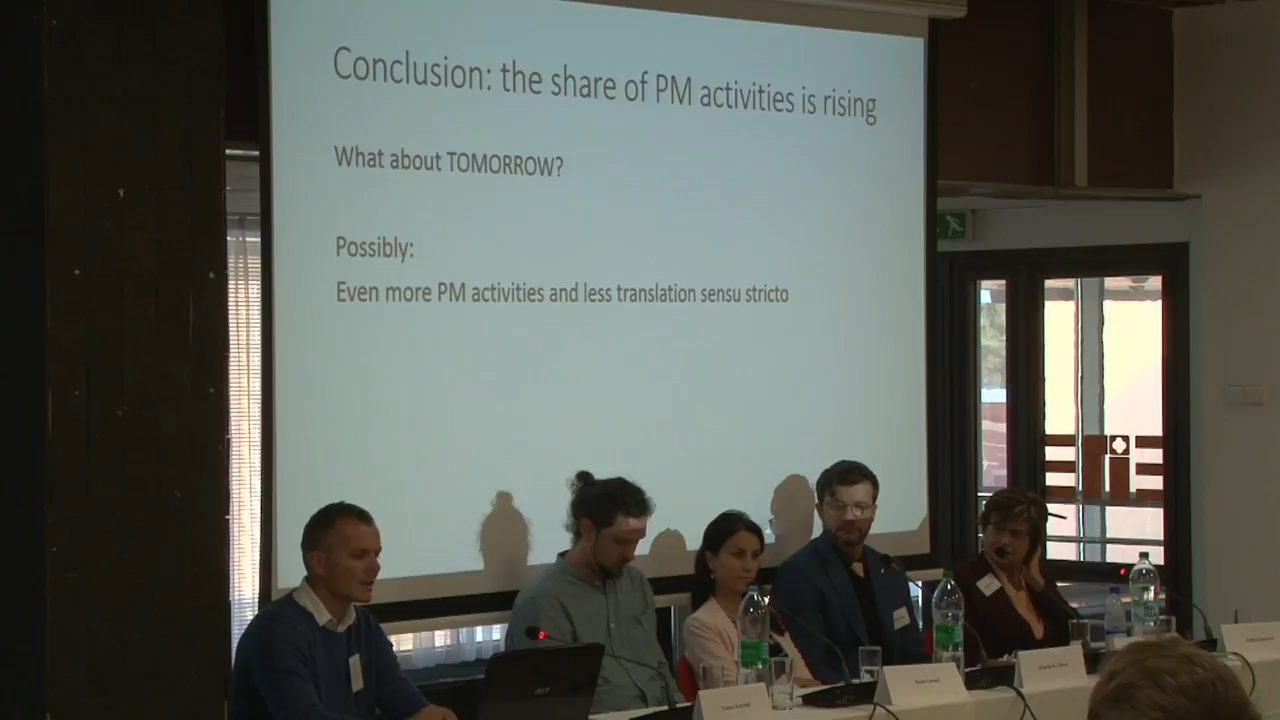 Conclusion: the share of PM activities is rising
What about TOMORROW?
Possibly:
Even more PM activities and less translation sensu stricto
acer